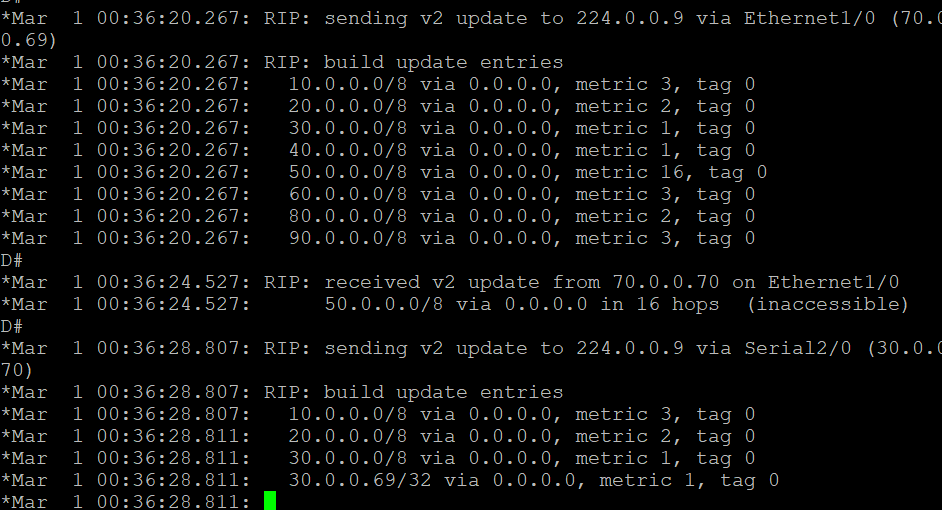 D#
*Mar  1 00:36:20.267: RIP: sending v2 update to 224.0.0.9 via Ethernet1/0 (70.0
0.69)
*Mar  1 00:36:20.267: RIP: build update entries
*Mar  1 00:36:20.267:   10.0.0.0/8 via 0.0.0.0, metric 3, tag 0
*Mar  1 00:36:20.267:   20.0.0.0/8 via 0.0.0.0, metric 2, tag 0
*Mar  1 00:36:20.267:   30.0.0.0/8 via 0.0.0.0, metric 1, tag 0
*Mar  1 00:36:20.267:   40.0.0.0/8 via 0.0.0.0, metric 1, tag 0
*Mar  1 00:36:20.267:   50.0.0.0/8 via 0.0.0.0, metric 16, tag 0
*Mar  1 00:36:20.267:   60.0.0.0/8 via 0.0.0.0, metric 3, tag 0
*Mar  1 00:36:20.267:   80.0.0.0/8 via 0.0.0.0, metric 2, tag 0
*Mar  1 00:36:20.267:   90.0.0.0/8 via 0.0.0.0, metric 3, tag 0
D#
*Mar  1 00:36:24.527: RIP: received v2 update from 70.0.0.70 on Ethernet1/0
*Mar  1 00:36:24.527:      50.0.0.0/8 via 0.0.0.0 in 16 hops  (inaccessible)
D#
*Mar  1 00:36:28.807: RIP: sending v2 update to 224.0.0.9 via Serial2/0 (30.0.0
70)
*Mar  1 00:36:28.807: RIP: build update entries
*Mar  1 00:36:28.807:   10.0.0.0/8 via 0.0.0.0, metric 3, tag 0
*Mar  1 00:36:28.811:   20.0.0.0/8 via 0.0.0.0, metric 2, tag 0
*Mar  1 00:36:28.811:   30.0.0.0/8 via 0.0.0.0, metric 1, tag 0
*Mar  1 00:36:28.811:   30.0.0.69/32 via 0.0.0.0, metric 1, tag 0
*Mar  1 00:36:28.811: